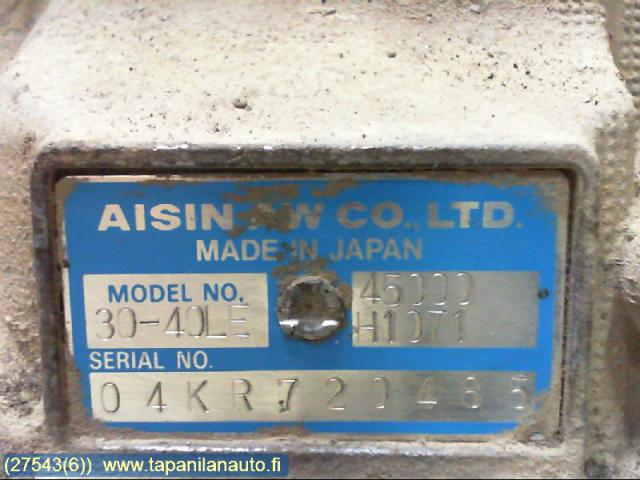 AISIN AW CO., LTD.
MADE IN JAPAN
MODEL NO.
30-40LE
45000
H1071
SERIAL NO.
04KR720465
(27543(6)) www.tapanilanauto.fi